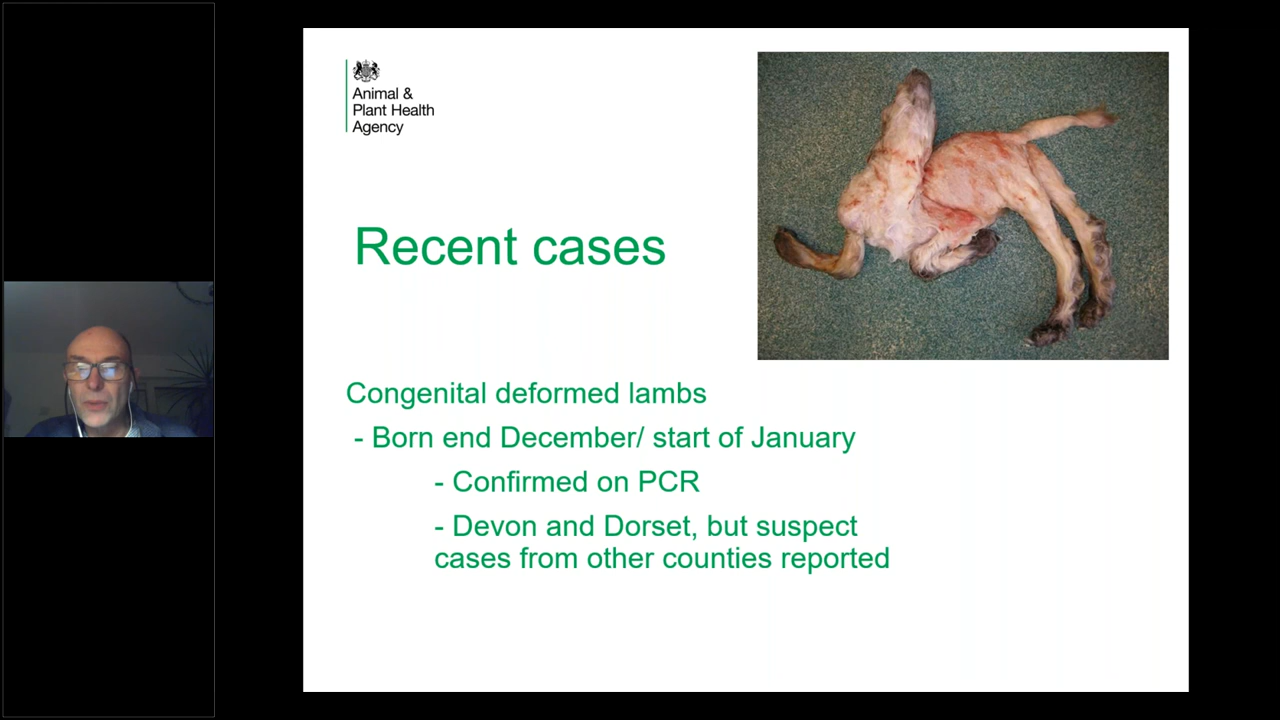 Animal &
Plant Health
Agency
Recent cases
Congenital deformed lambs
- Born end December/ start of January
- Confirmed on PCR
- Devon and Dorset, but suspect
cases from other counties reported